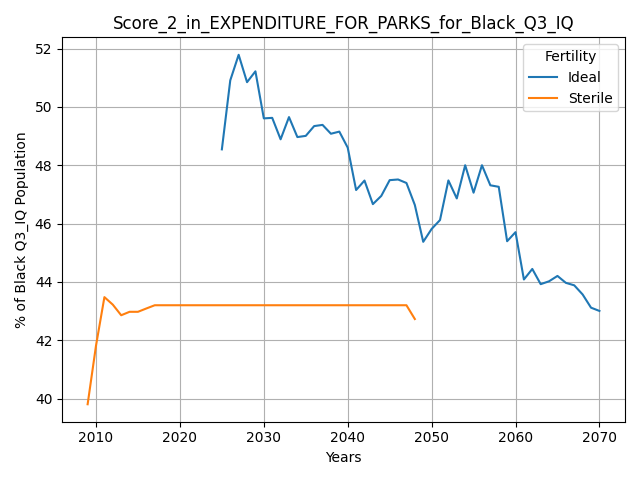 Score_2_in_EXPENDITURE_FOR_PARKS_for_Black_Q3_IQ
Fertility
Ideal
Sterile
% of Black Q3_IQ Population
52
50
48
46
44
42
40
2010 2020 2030 2040 2050 2060 2070
Years